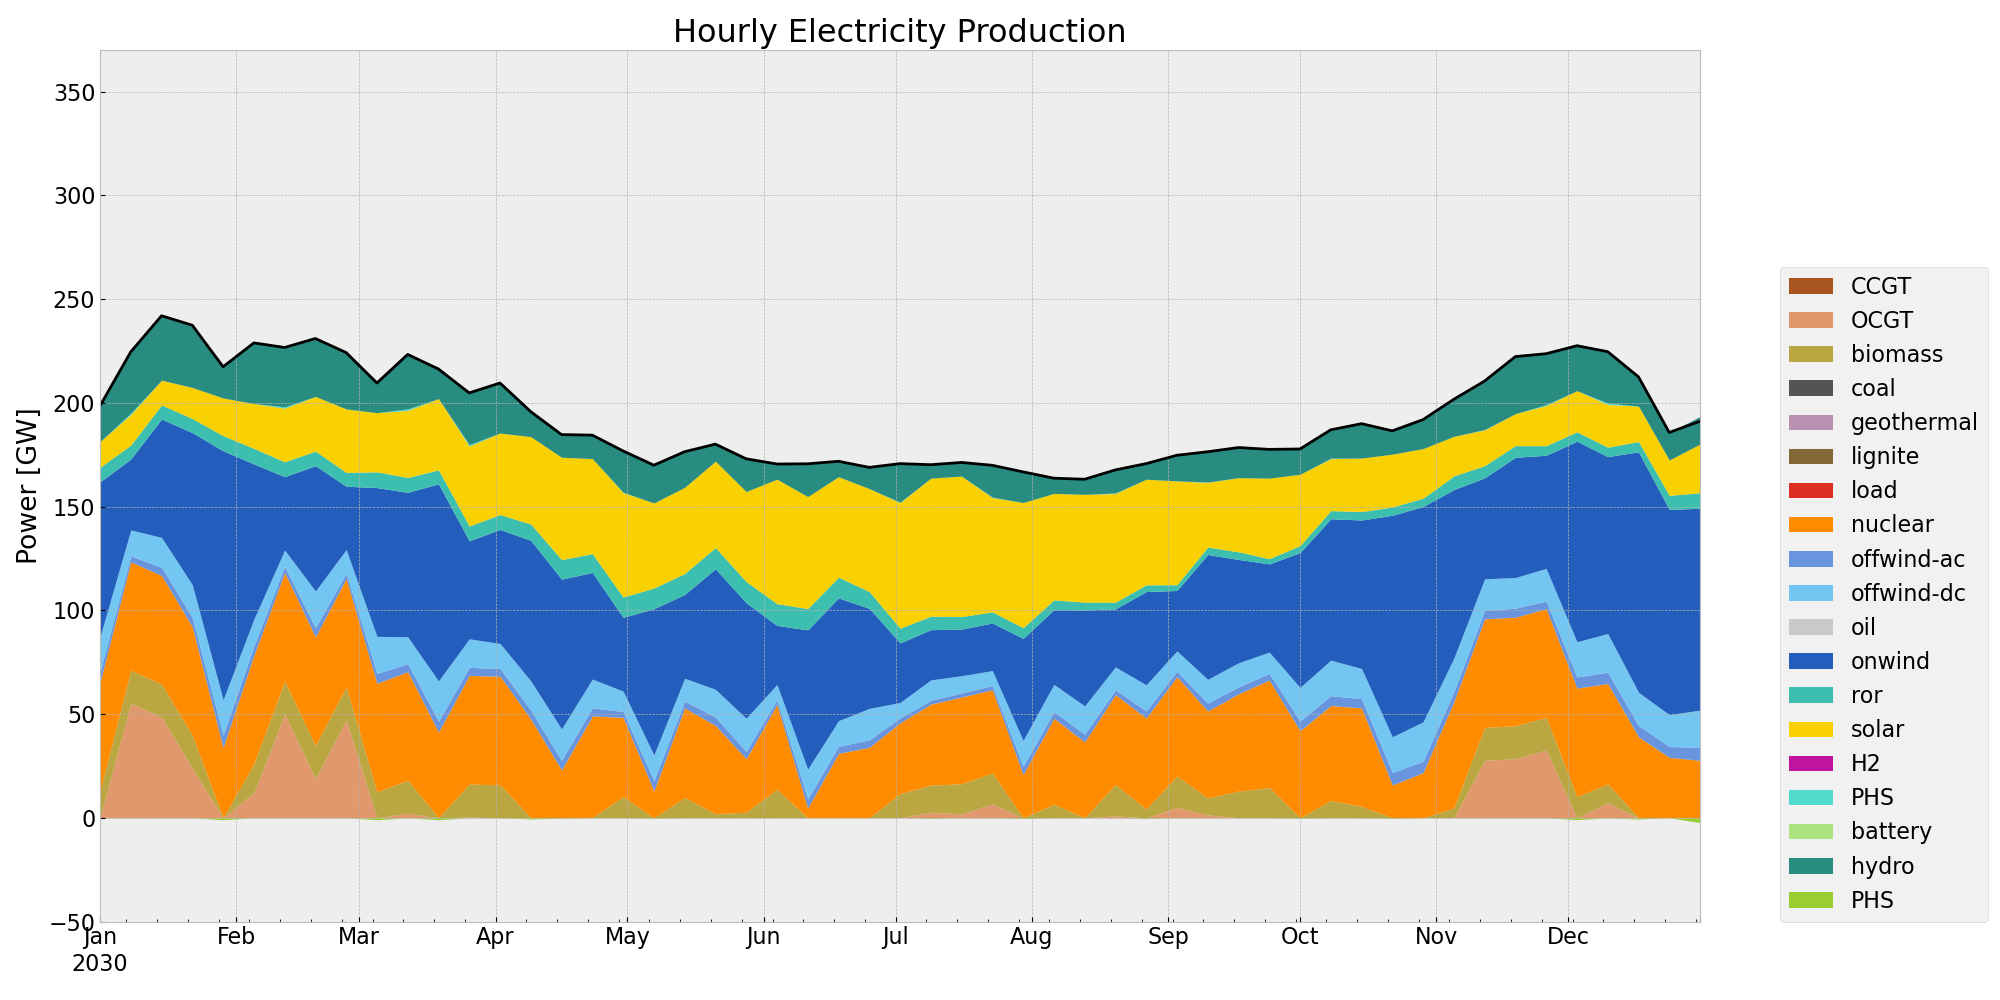 Hourly Electricity Production
Power [GW]
350
300
250
200
150
100
50
0
−50
Jan
2030
Feb
Mar
Apr
May
Jun
Jul
Aug
Sep
Oct
Nov
Dec
CCGT
OCGT
biomass
coal
geothermal
lignite
load
nuclear
offwind-ac
offwind-dc
oil
onwind
ror
solar
H2
PHS
battery
hydro
PHS